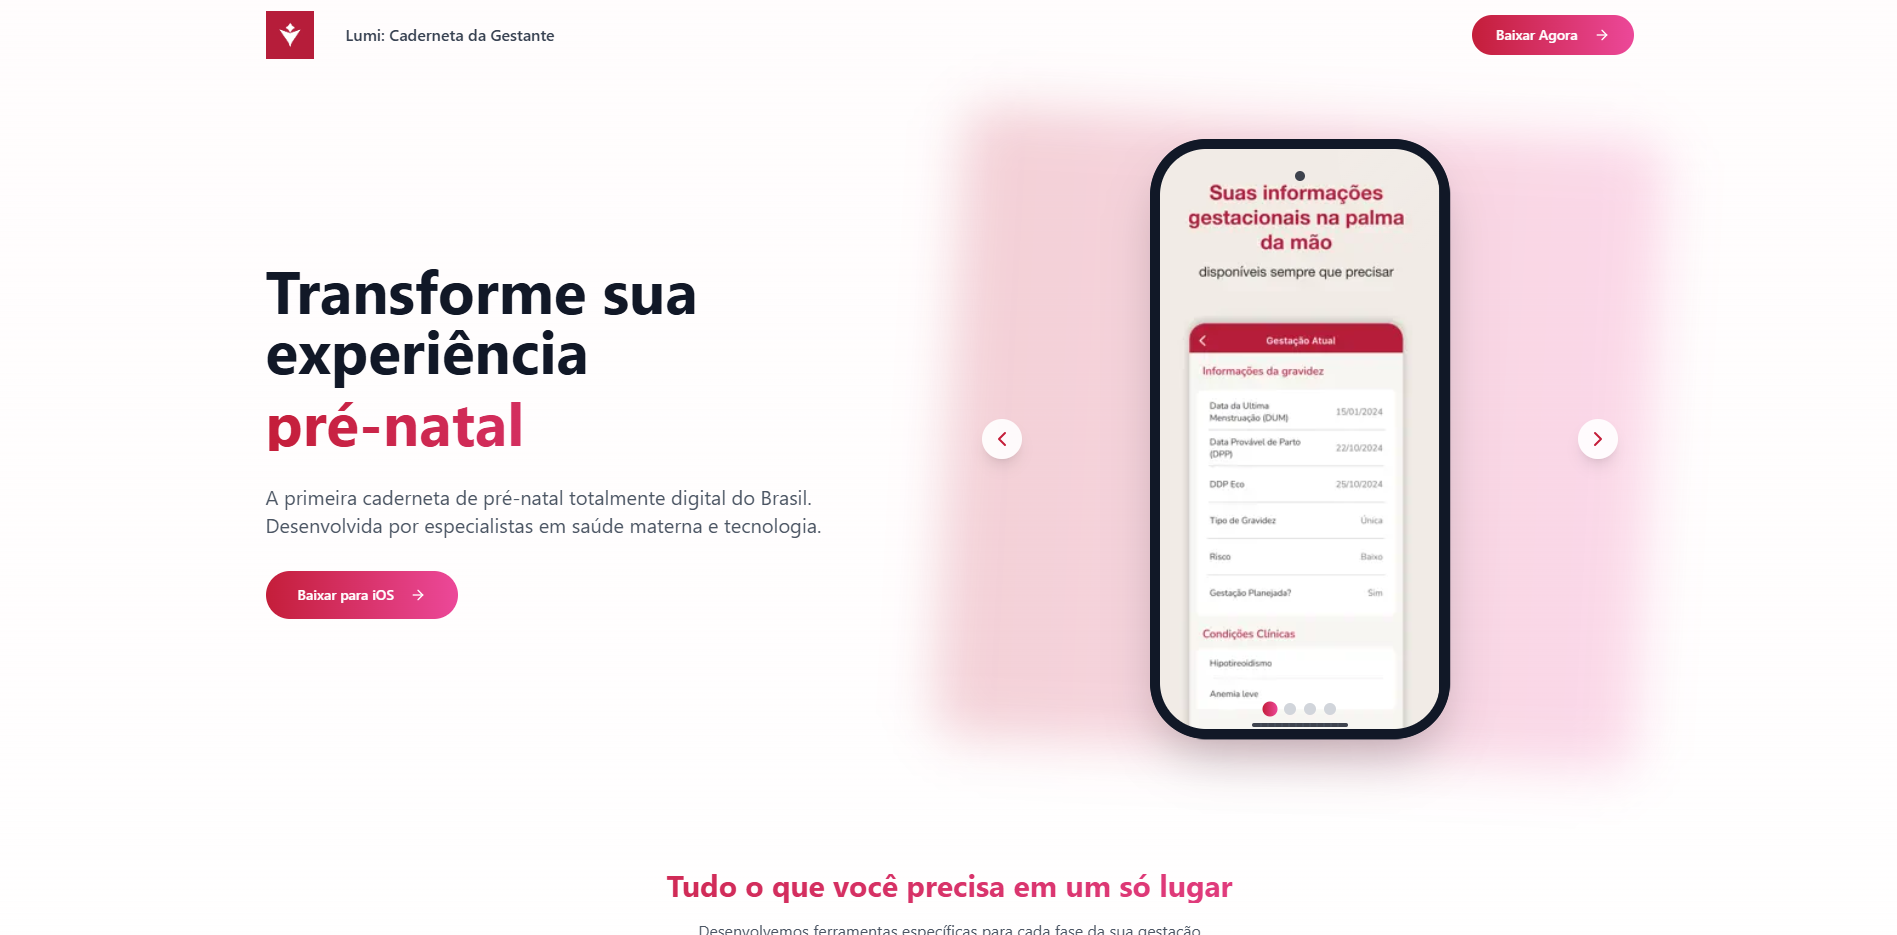 Lumi: Caderneta da Gestante
Baixar Agora
Transforme sua
experiência
pré-natal
A primeira caderneta de pré-natal totalmente digital do Brasil.
Desenvolvida por especialistas em saúde materna e tecnologia.
Baixar para iOS
Suas informações
gestacionais na palma
da mão
disponíveis sempre que precisar
Gestação Atual
Informações da gravidez
Data da Ultima
Menstruação (DUM)
15/01/2024
Data Provável de Parto
(DPP)
22/10/2024
DDP Eco
25/10/2024
Tipo de Gravidez
Única
Risco
Baixo
Gestação Planejada?
Sim
Condições Clínicas
Hipotireoidismo
Anemia leve
Tudo o que você precisa em um só lugar
Desenvolvemos ferramentas específicas para cada fase da sua gestação